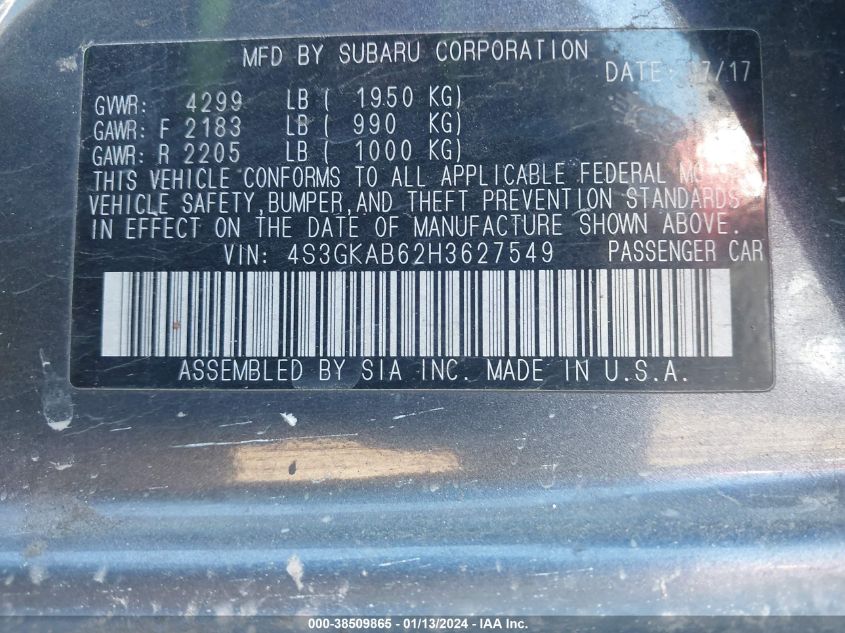 MFD BY SUBARU CORPORATION
DATE: 7/17
GVWR: 4299 LB ( 1950 KG)
GAWR: F 2183 LB ( 990 KG)
GAWR: R 2205 LB ( 1000 KG)
THIS VEHICLE CONFORMS TO ALL APPLICABLE FEDERAL
VEHICLE SAFETY, BUMPER, AND THEFT PREVENTION STANDARDS
IN EFFECT ON THE DATE OF MANUFACTURE SHOWN ABOVE.
VIN: 4S3GKAB62H3627549 PASSENGER CAR
ASSEMBLED BY SIA INC. MADE IN U.S.A.
000-38509865 - 01/13/2024 - IAA Inc.